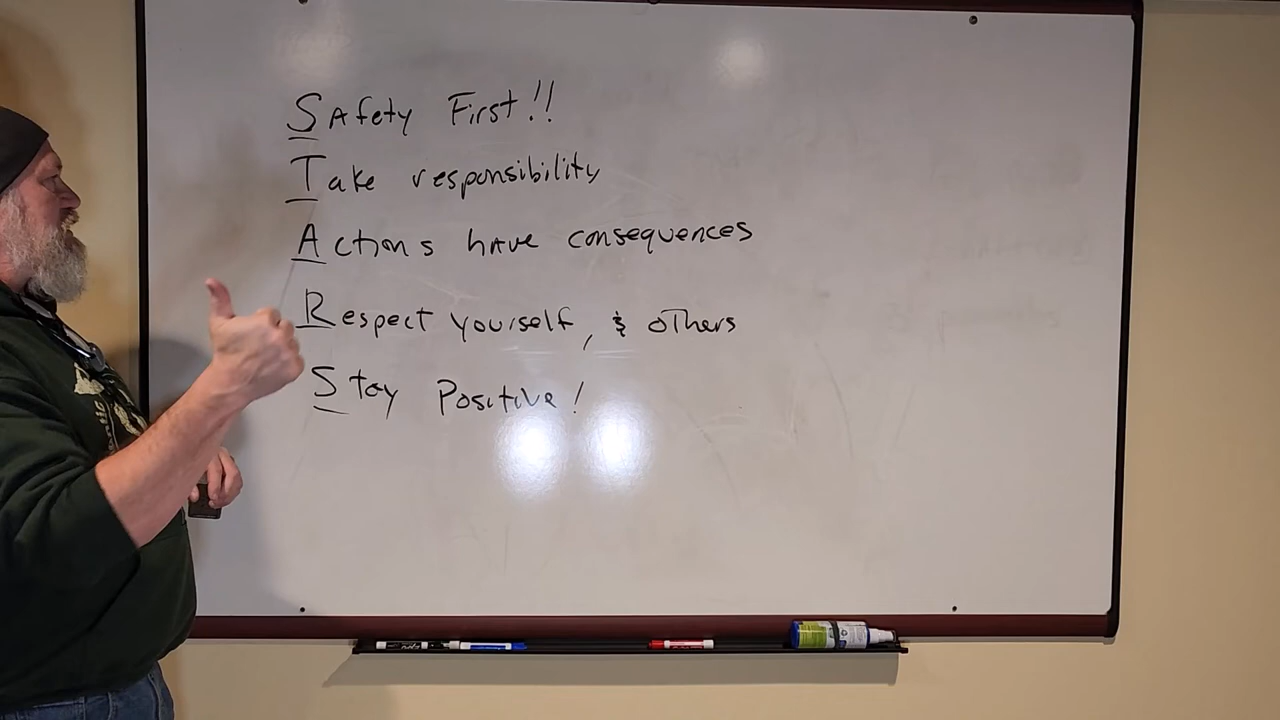 SAfety First!!
Take responsibility
Actions hAve consequences
Respect yourself, & oThers
Stay Positive!